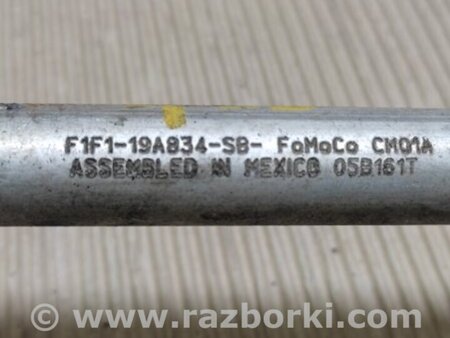 F1F1-19A834-SB- FoMoCo CM01A
ASSEMBLED IN MEXICO 05B161T
© www.razborki.com